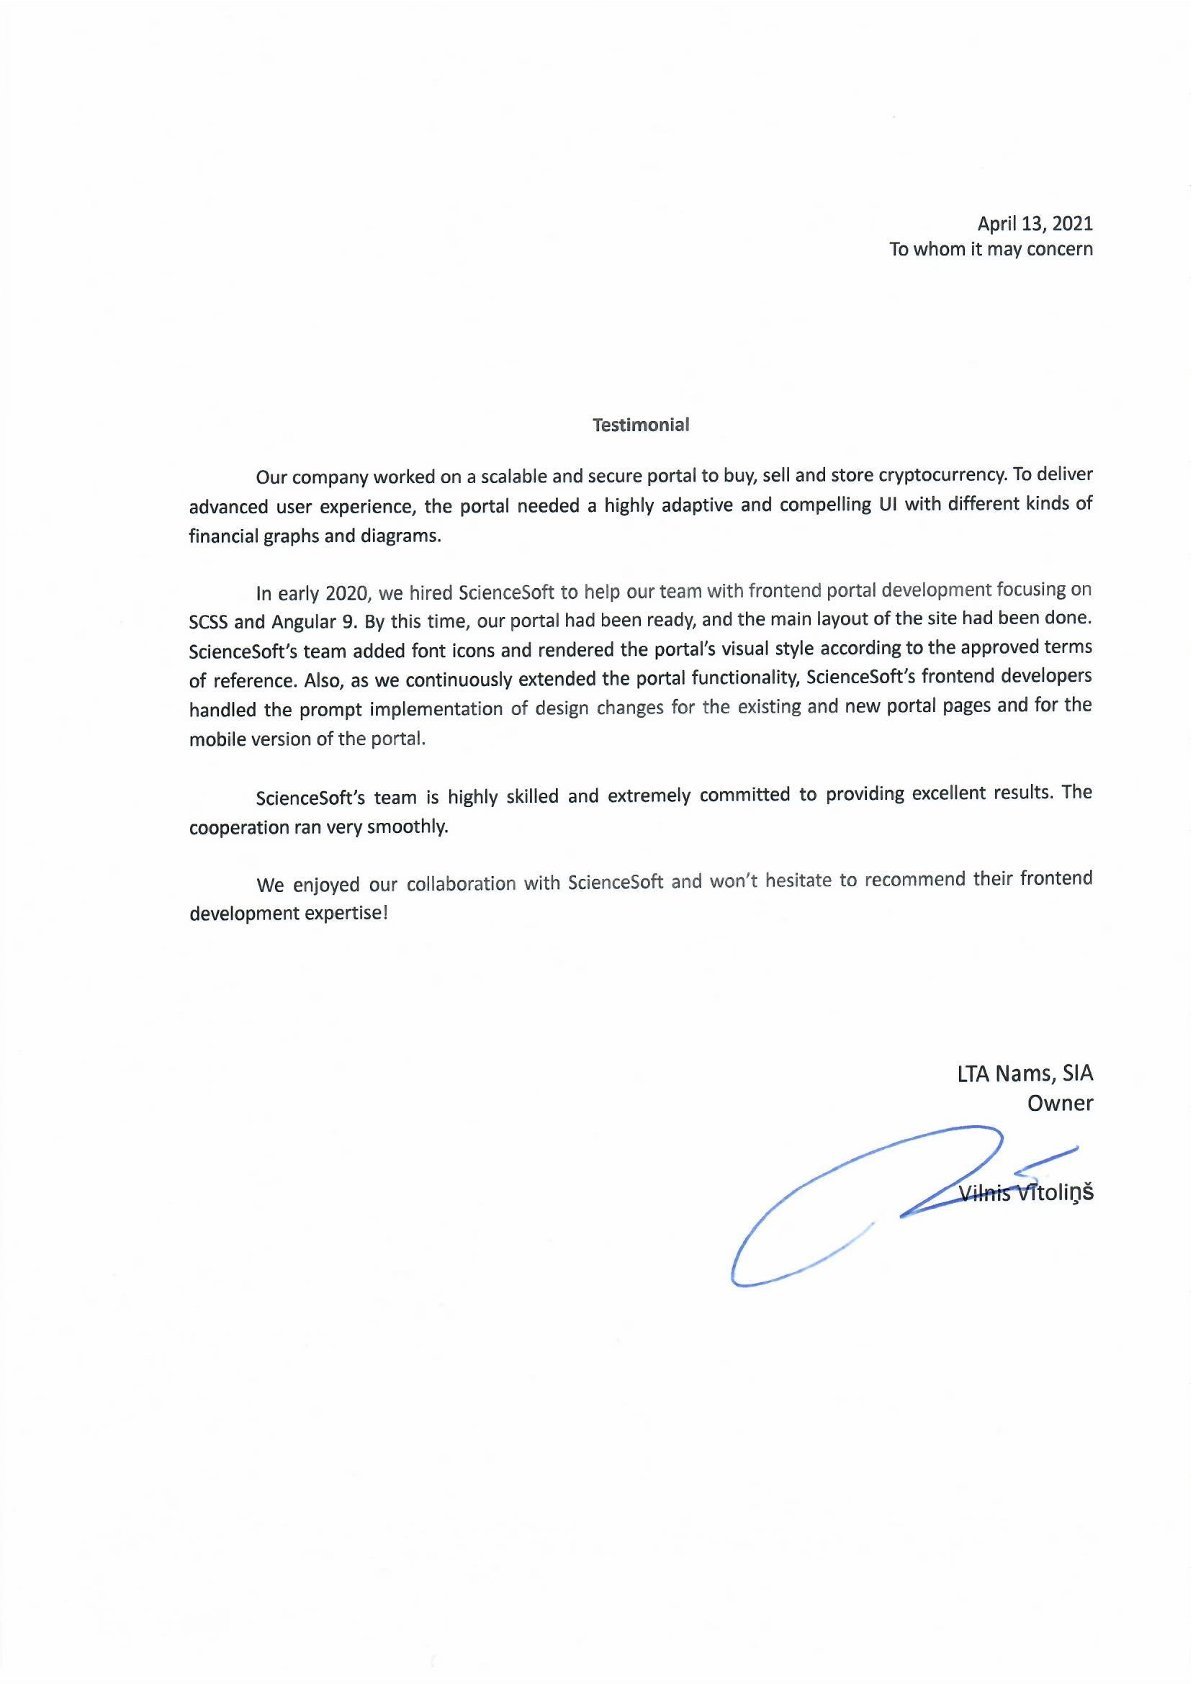 April 13, 2021
To whom it may concern
Testimonial
Our company worked on a scalable and secure portal to buy, sell and store cryptocurrency. To deliver
advanced user experience, the portal needed a highly adaptive and compelling UI with different kinds of
financial graphs and diagrams.
In early 2020, we hired ScienceSoft to help our team with frontend portal development focusing on
SCSS and Angular 9. By this time, our portal had been ready, and the main layout of the site had been done.
ScienceSoft's team added font icons and rendered the portal's visual style according to the approved terms
of reference. Also, as we continuously extended the portal functionality, ScienceSoft's frontend developers
handled the prompt implementation of design changes for the existing and new portal pages and for the
mobile version of the portal.
ScienceSoft's team is highly skilled and extremely committed to providing excellent results. The
cooperation ran very smoothly.
We enjoyed our collaboration with ScienceSoft and won't hesitate to recommend their frontend
development expertise!
LTA Nams, SIA
Owner
Vilnis Vītoliņš